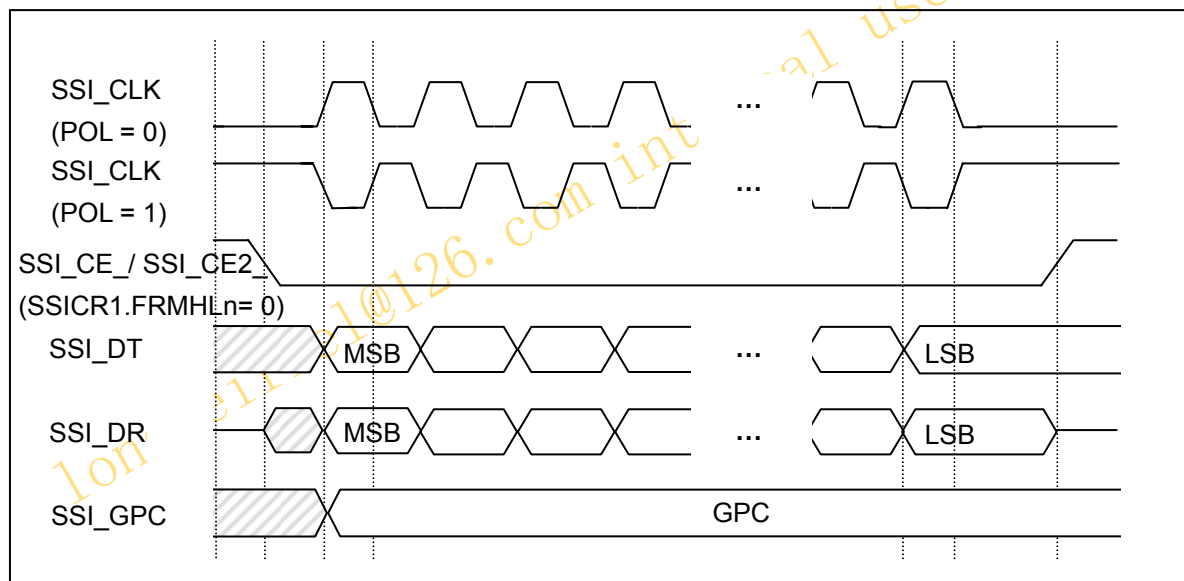 SSI_CLK
(POL = 0)
...
SSI_CLK
(POL = 1)
...
SSI_CE_/ SSI_CE2_
(SSICR1.FRMHLn= 0)
SSI_DT
MSB
...
LSB
SSI_DR
MSB
...
LSB
SSI_GPC
GPC